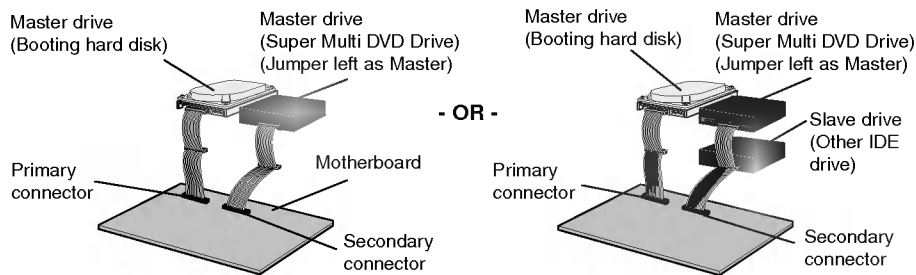 Master drive
(Booting hard disk)
Master drive
(Super Multi DVD Drive)
(Jumper left as Master)
Primary
connector
Motherboard
Secondary
connector
- OR -
Master drive
(Booting hard disk)
Master drive
(Super Multi DVD Drive)
(Jumper left as Master)
Slave drive
(Other IDE
drive)
Primary
connector
Secondary
connector